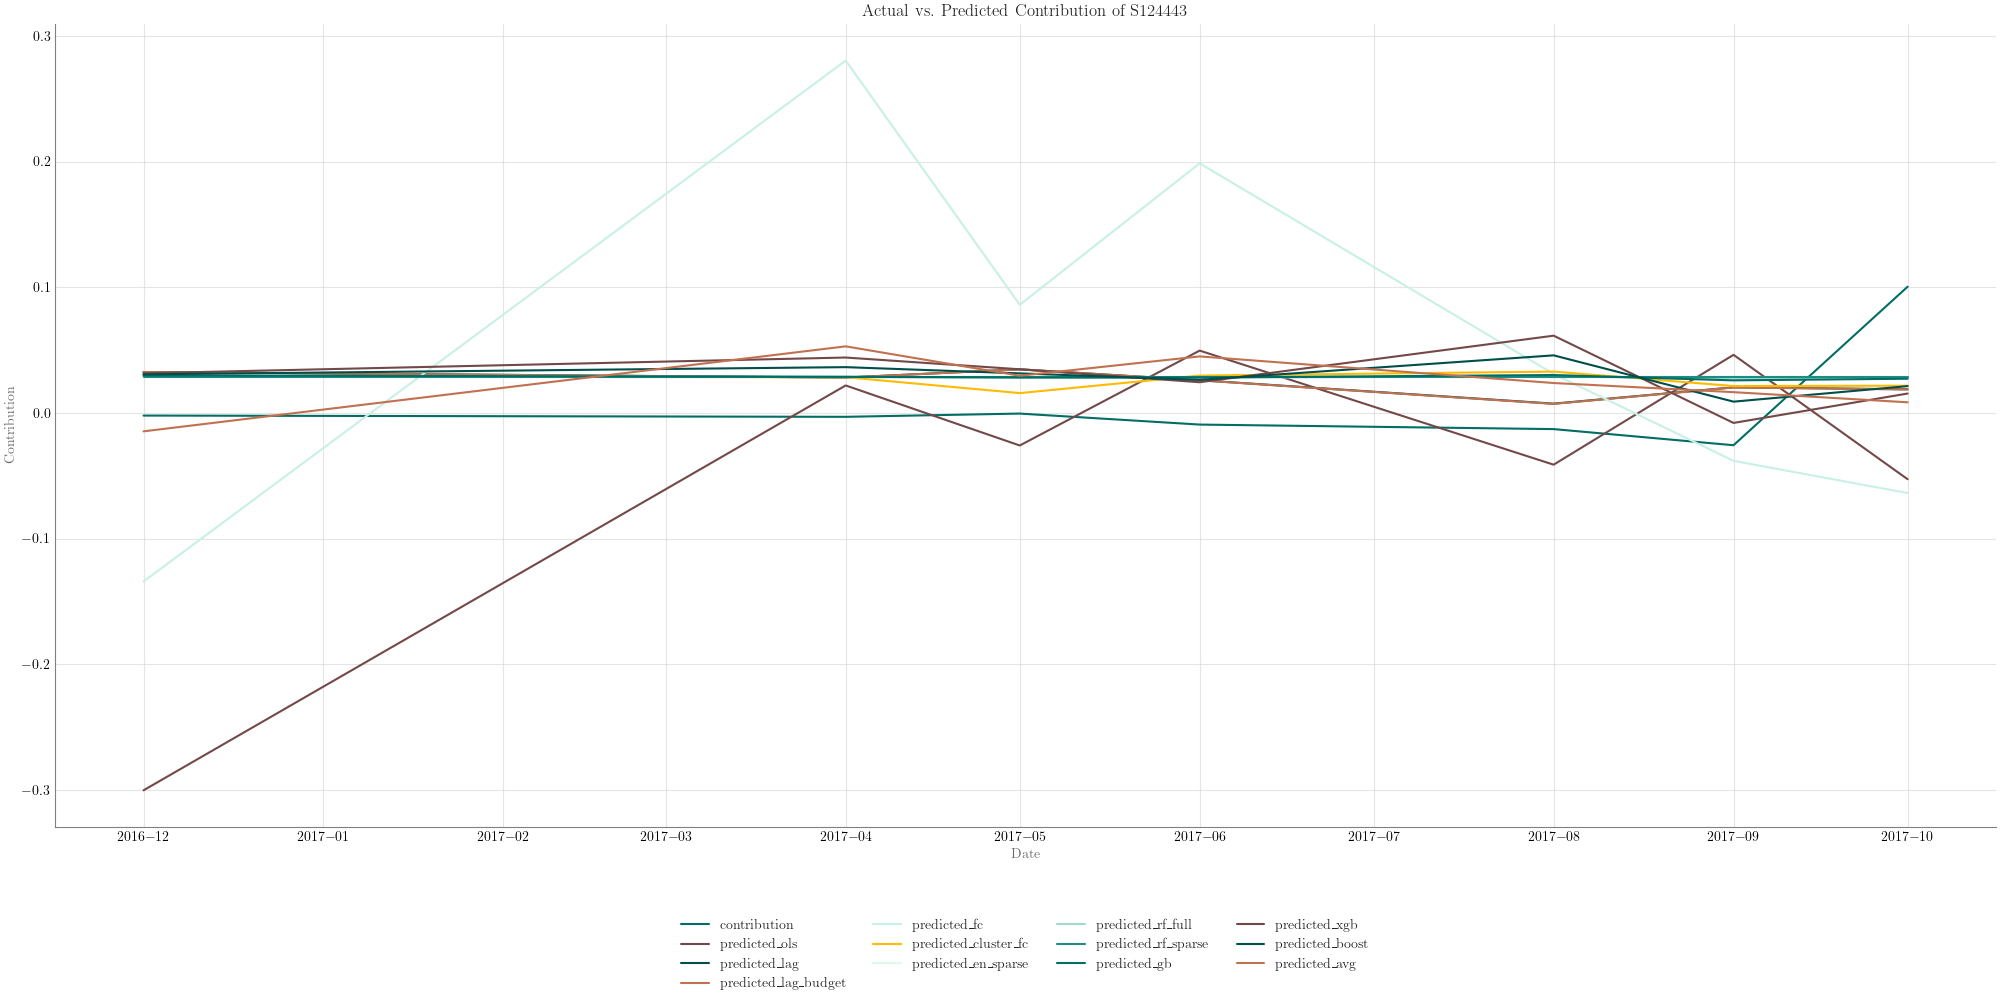 Actual vs. Predicted Contribution of S124443
0.3
0.2
0.1
0.0
−0.1
−0.2
−0.3
Contribution
2016−12 2017−01 2017−02 2017−03 2017−04 2017−05 2017−06 2017−07 2017−08 2017−09 2017−10
Date
contribution predicted_fc predicted_rf_full predicted_xgb
predicted_ols predicted_cluster_fc predicted_rf_sparse predicted_boost
predicted_lag predicted_en_sparse predicted_gb predicted_avg
predicted_lag_budget